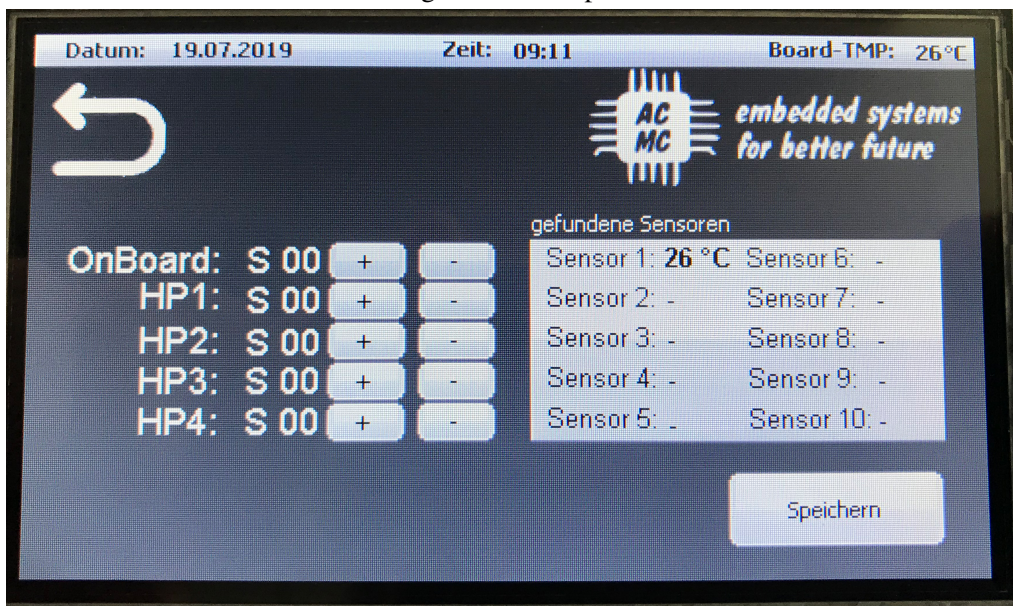 Datum: 19.07.2019 Zeit: 09:11 Board-TMP: 26°C
AC
MC
embedded systems
for better future
gefundene Sensoren
OnBoard: S 00 + -
HP1: S 00 + -
HP2: S 00 + -
HP3: S 00 + -
HP4: S 00 + -
Sensor 1: 26 °C Sensor 6: -
Sensor 2: - Sensor 7: -
Sensor 3: - Sensor 8: -
Sensor 4: - Sensor 9: -
Sensor 5: - Sensor 10: -
Speichern